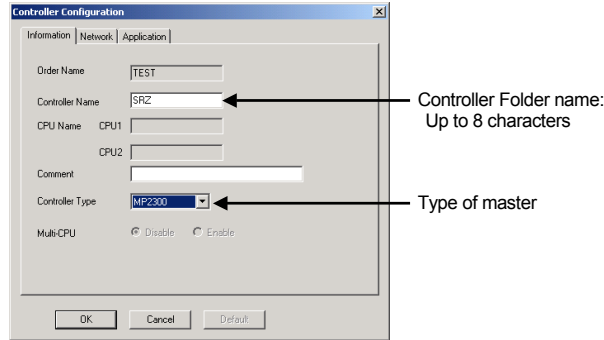 Controller Configuration
Information Network Application
Order Name TEST
Controller Name SRZ
CPU Name CPU1
CPU2
Comment
Controller Type MP2300
Multi-CPU Disable Enable
OK Cancel Default
Controller Folder name:
Up to 8 characters
Type of master